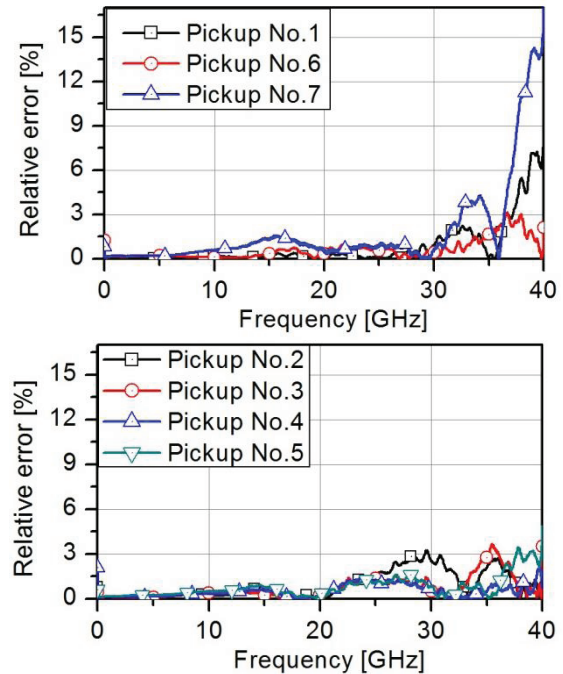 15
12
9
6
3
0
Relative error [%]
Pickup No.1
Pickup No.6
Pickup No.7
0 10 20 30 40
Frequency [GHz]
15
12
9
6
3
0
Relative error [%]
Pickup No.2
Pickup No.3
Pickup No.4
Pickup No.5
0 10 20 30 40
Frequency [GHz]